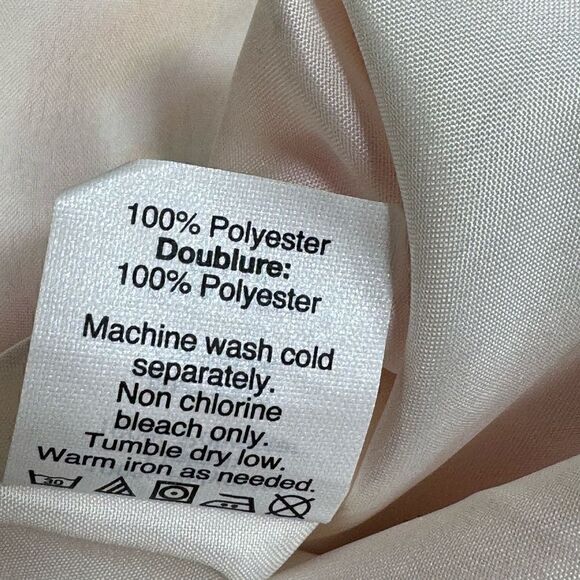 100% Polyester
Doublure:
100% Polyester
Machine wash cold
separately.
Non chlorine
bleach only.
Tumble dry low.
Warm iron as needed.
30